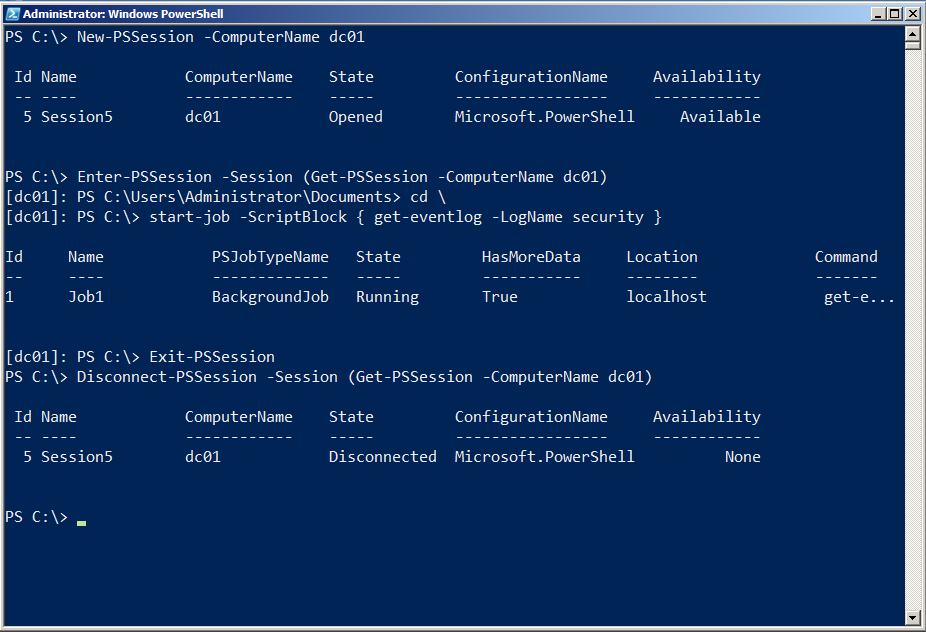 Administrator: Windows PowerShell
PS C:\> New-PSSession -ComputerName dc01
Id Name ComputerName State ConfigurationName Availability
-- ---- ------------ ----- ----------------- ------------
5 Session5 dc01 Opened Microsoft.PowerShell Available
PS C:\> Enter-PSSession -Session (Get-PSSession -ComputerName dc01)
[dc01]: PS C:\Users\Administrator\Documents> cd \
[dc01]: PS C:\> start-job -ScriptBlock { get-eventlog -LogName security }
Id Name PSJobTypeName State HasMoreData Location Command
-- ---- ------------- ----- ----------- -------- -------
1 Job1 BackgroundJob Running True localhost get-e...
[dc01]: PS C:\> Exit-PSSession
PS C:\> Disconnect-PSSession -Session (Get-PSSession -ComputerName dc01)
Id Name ComputerName State ConfigurationName Availability
-- ---- ------------ ----- ----------------- ------------
5 Session5 dc01 Disconnected Microsoft.PowerShell None
PS C:\>